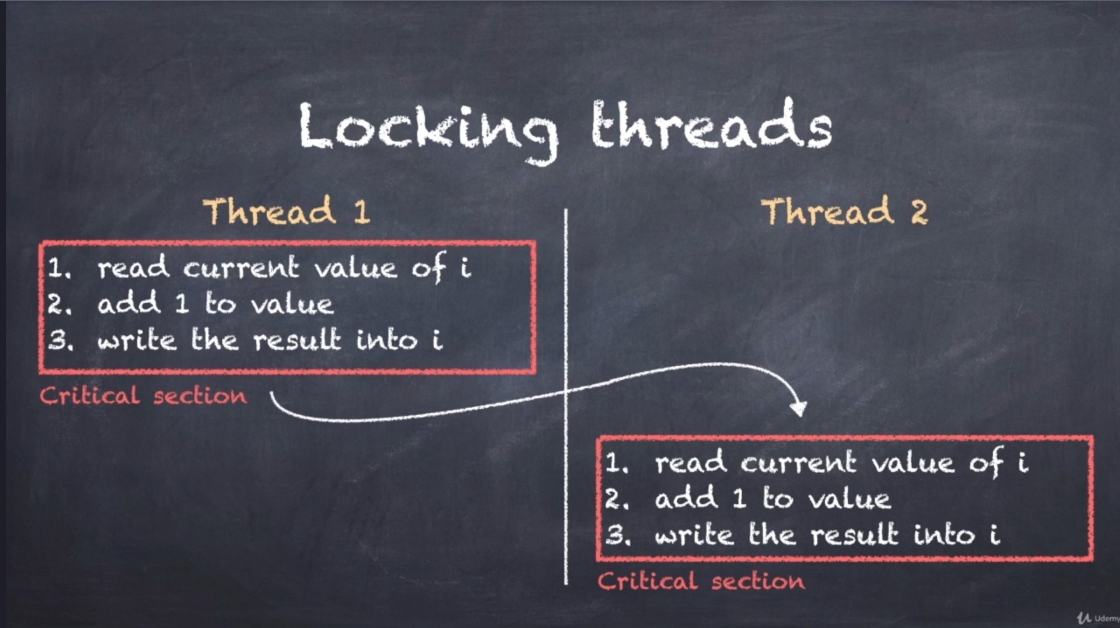 Locking threads
Thread 1
1. read current value of i
2. add 1 to value
3. write the result into i
Critical section
Thread 2
1. read current value of i
2. add 1 to value
3. write the result into i
Critical section